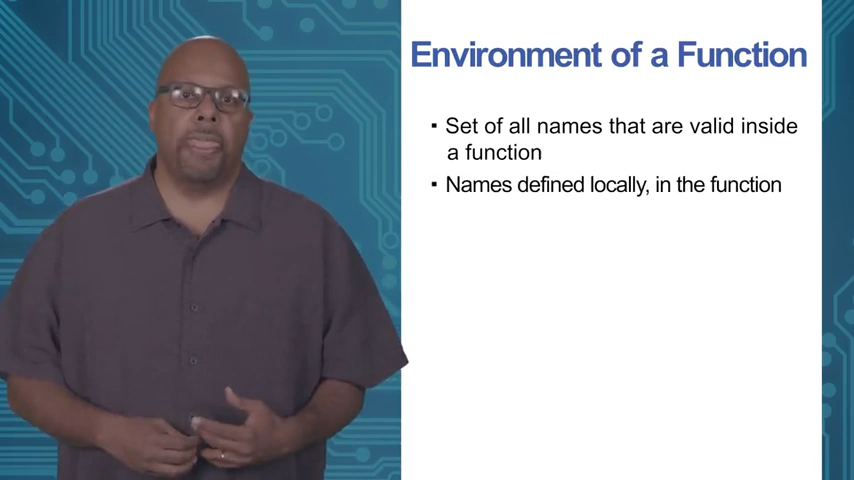 Environment of a Function
▪ Set of all names that are valid inside
a function
▪ Names defined locally, in the function